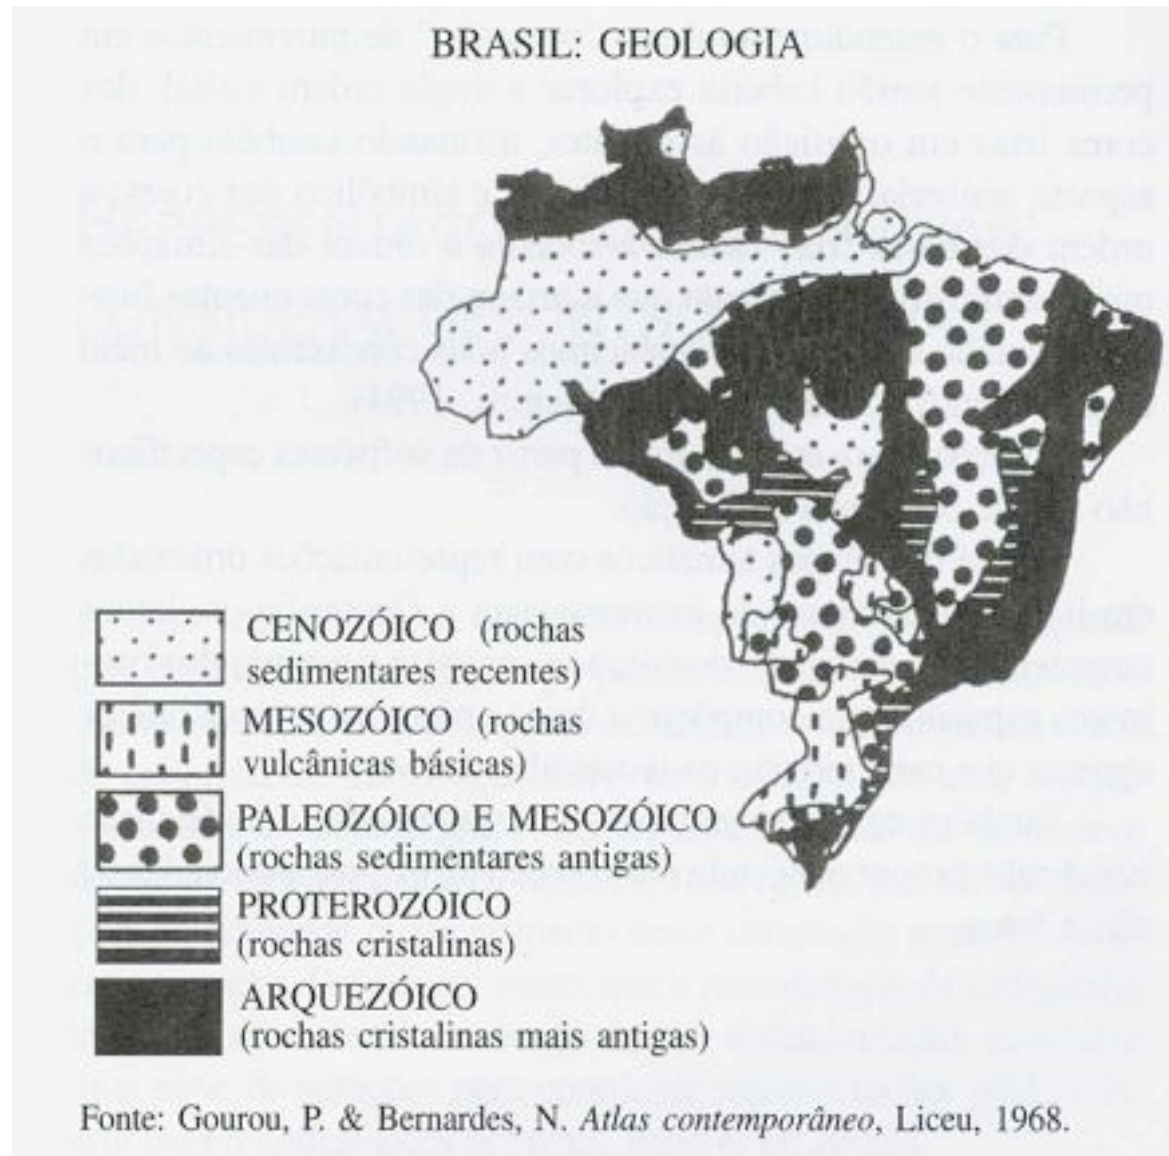 BRASIL: GEOLOGIA
CENOZÓICO (rochas
sedimentares recentes)
MESOZÓICO (rochas
vulcânicas básicas)
PALEOZÓICO E MESOZÓICO
(rochas sedimentares antigas)
PROTEROZÓICO
(rochas cristalinas)
ARQUEZÓICO
(rochas cristalinas mais antigas)
Fonte: Gourou, P. & Bernardes, N. Atlas contemporâneo, Liceu, 1968.